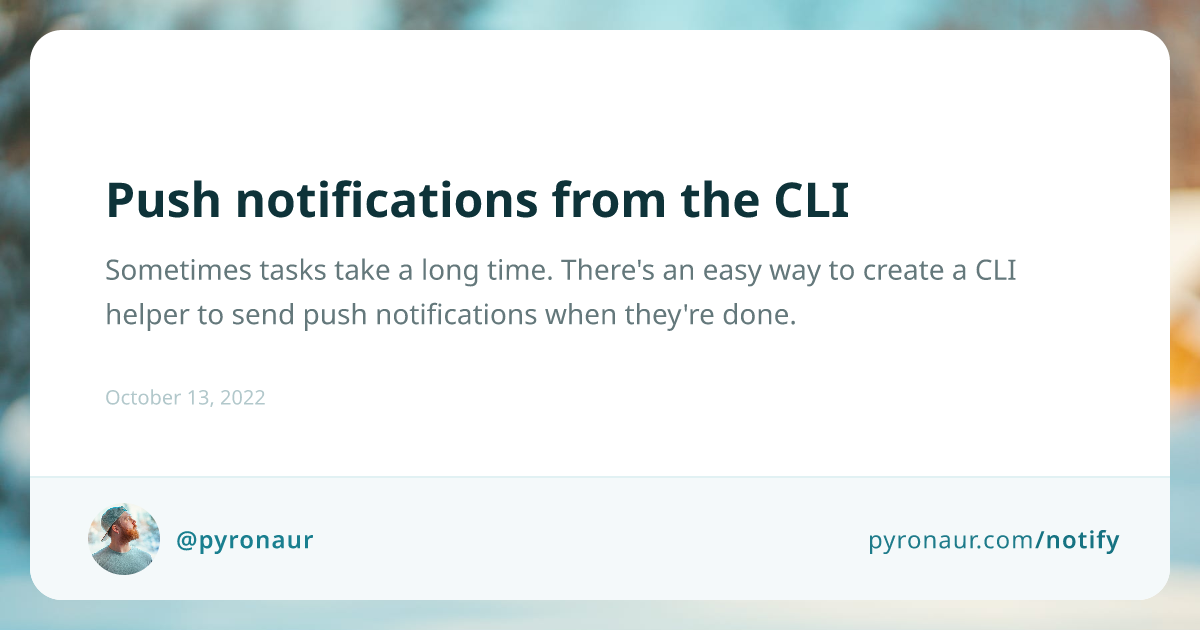 Push notifications from the CLI
Sometimes tasks take a long time. There's an easy way to create a CLI
helper to send push notifications when they're done.
October 13, 2022
@pyronaur
pyronaur.com/notify